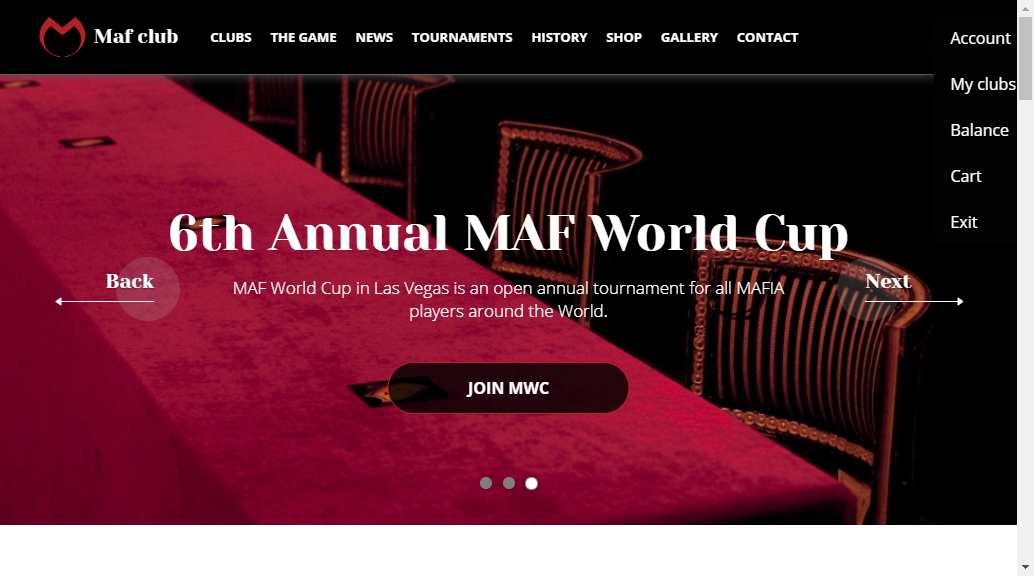 Maf club
CLUBS THE GAME NEWS TOURNAMENTS HISTORY SHOP GALLERY CONTACT
Account
My clubs
Balance
Cart
Exit
6th Annual MAF World Cup
Back
Next
MAF World Cup in Las Vegas is an open annual tournament for all MAFIA
players around the World.
JOIN MWC